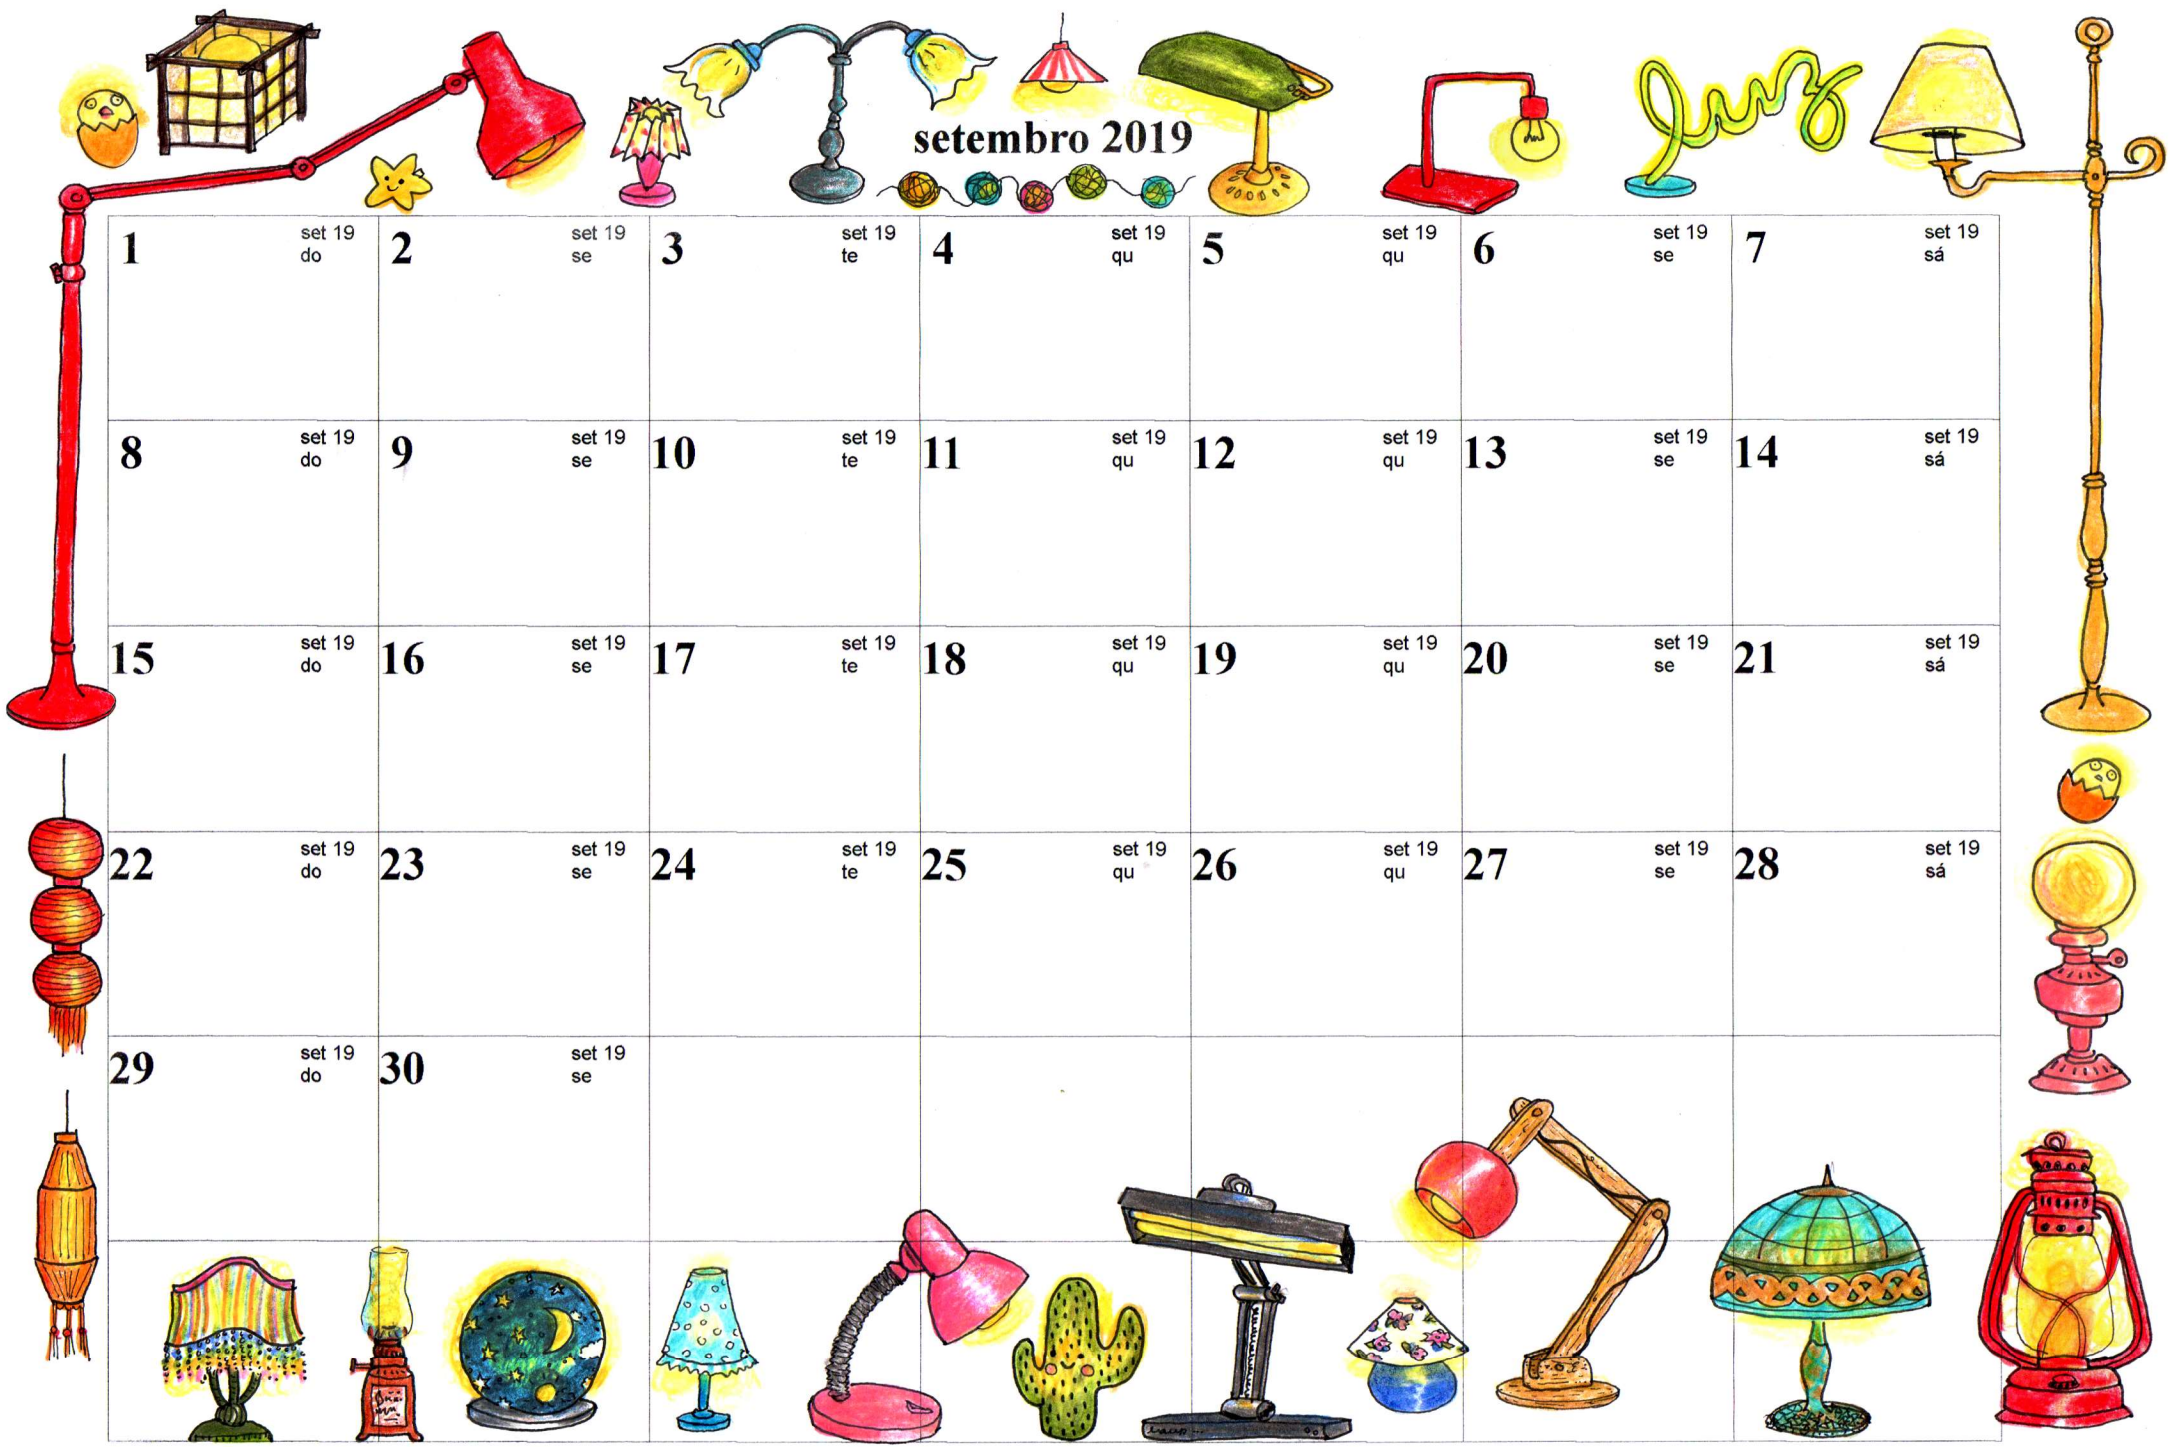 luz
setembro 2019
1 set 19 do
2 set 19 se
3 set 19 te
4 set 19 qu
5 set 19 qu
6 set 19 se
7 set 19 sá
8 set 19 do
9 set 19 se
10 set 19 te
11 set 19 qu
12 set 19 qu
13 set 19 se
14 set 19 sá
15 set 19 do
16 set 19 se
17 set 19 te
18 set 19 qu
19 set 19 qu
20 set 19 se
21 set 19 sá
22 set 19 do
23 set 19 se
24 set 19 te
25 set 19 qu
26 set 19 qu
27 set 19 se
28 set 19 sá
29 set 19 do
30 set 19 se